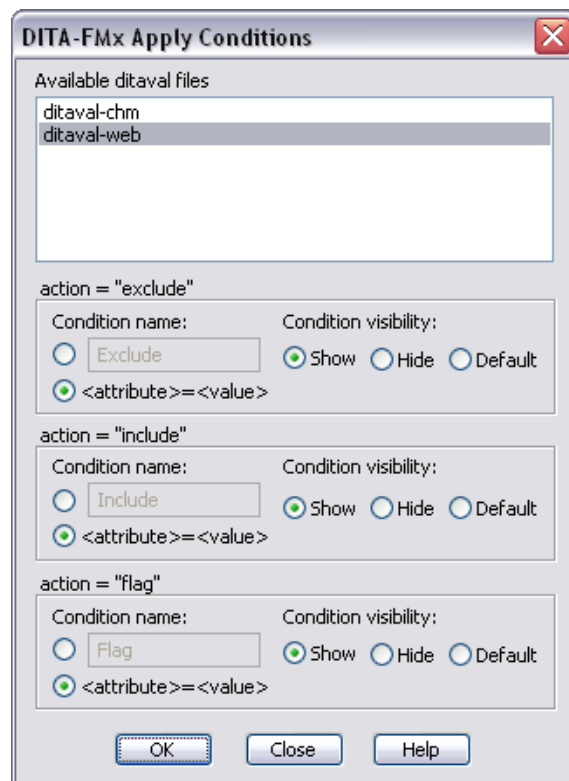 DITA-FMx Apply Conditions
Available ditaval files
ditaval-chm
ditaval-web
action = "exclude"
Condition name: Condition visibility:
Exclude Show Hide Default
<attribute>=<value>
action = "include"
Condition name: Condition visibility:
Include Show Hide Default
<attribute>=<value>
action = "flag"
Condition name: Condition visibility:
Flag Show Hide Default
<attribute>=<value>
OK Close Help